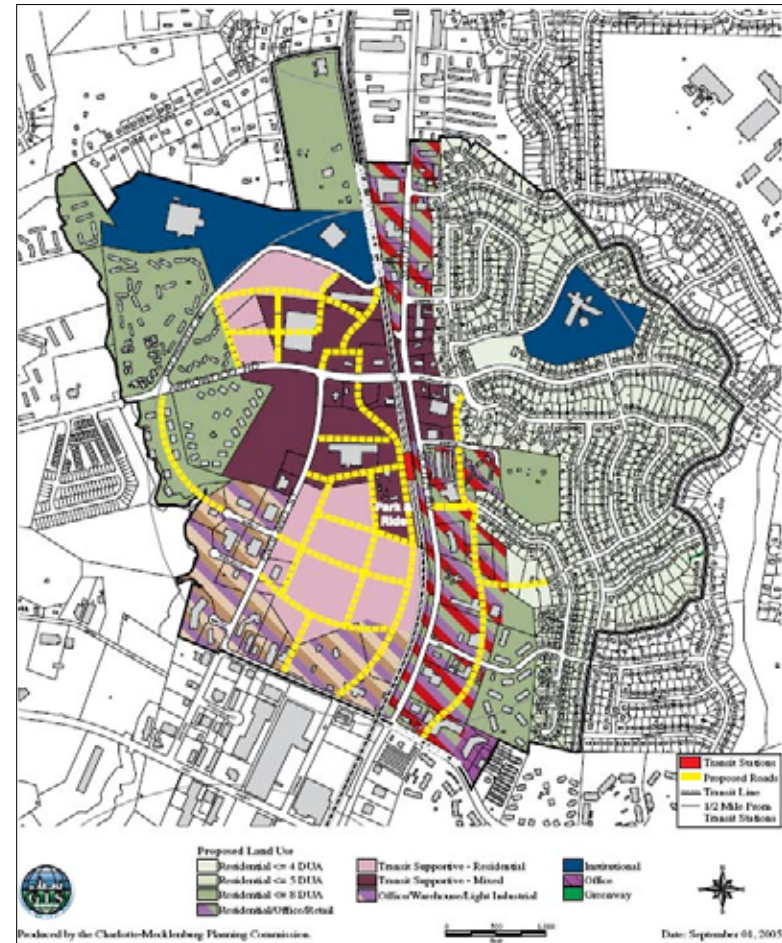 Park &
Ride
Transit Stations
Proposed Roads
Transit Line
1/2 Mile From
Transit Stations
Proposed Land Use
Residential <= 4 DUA
Residential <= 5 DUA
Residential <= 8 DUA
Residential/Office/Retail
Transit Supportive - Residential
Transit Supportive - Mixed
Office/Warehouse/Light Industrial
Institutional
Office
Greenway
GIS
Produced by the Charlotte-Mecklenburg Planning Commission.
Feet
Date: September 01, 2005